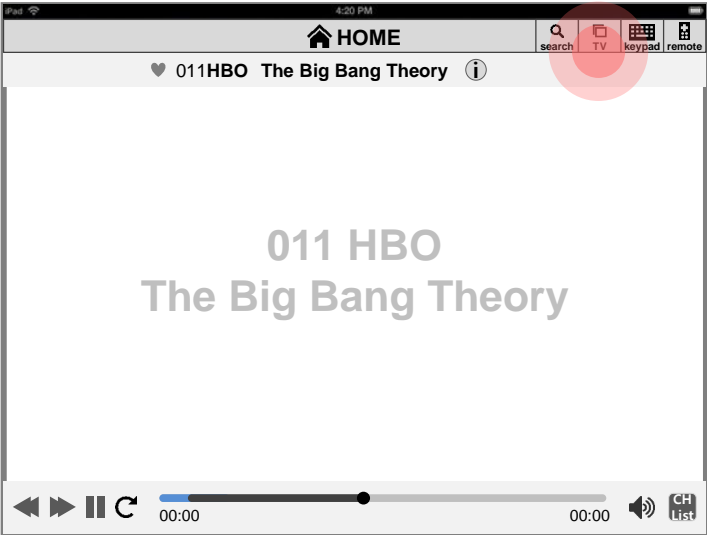 iPad 4:20 PM
HOME
search TV keypad remote
011HBO The Big Bang Theory i
011 HBO
The Big Bang Theory
00:00 00:00
CH
List